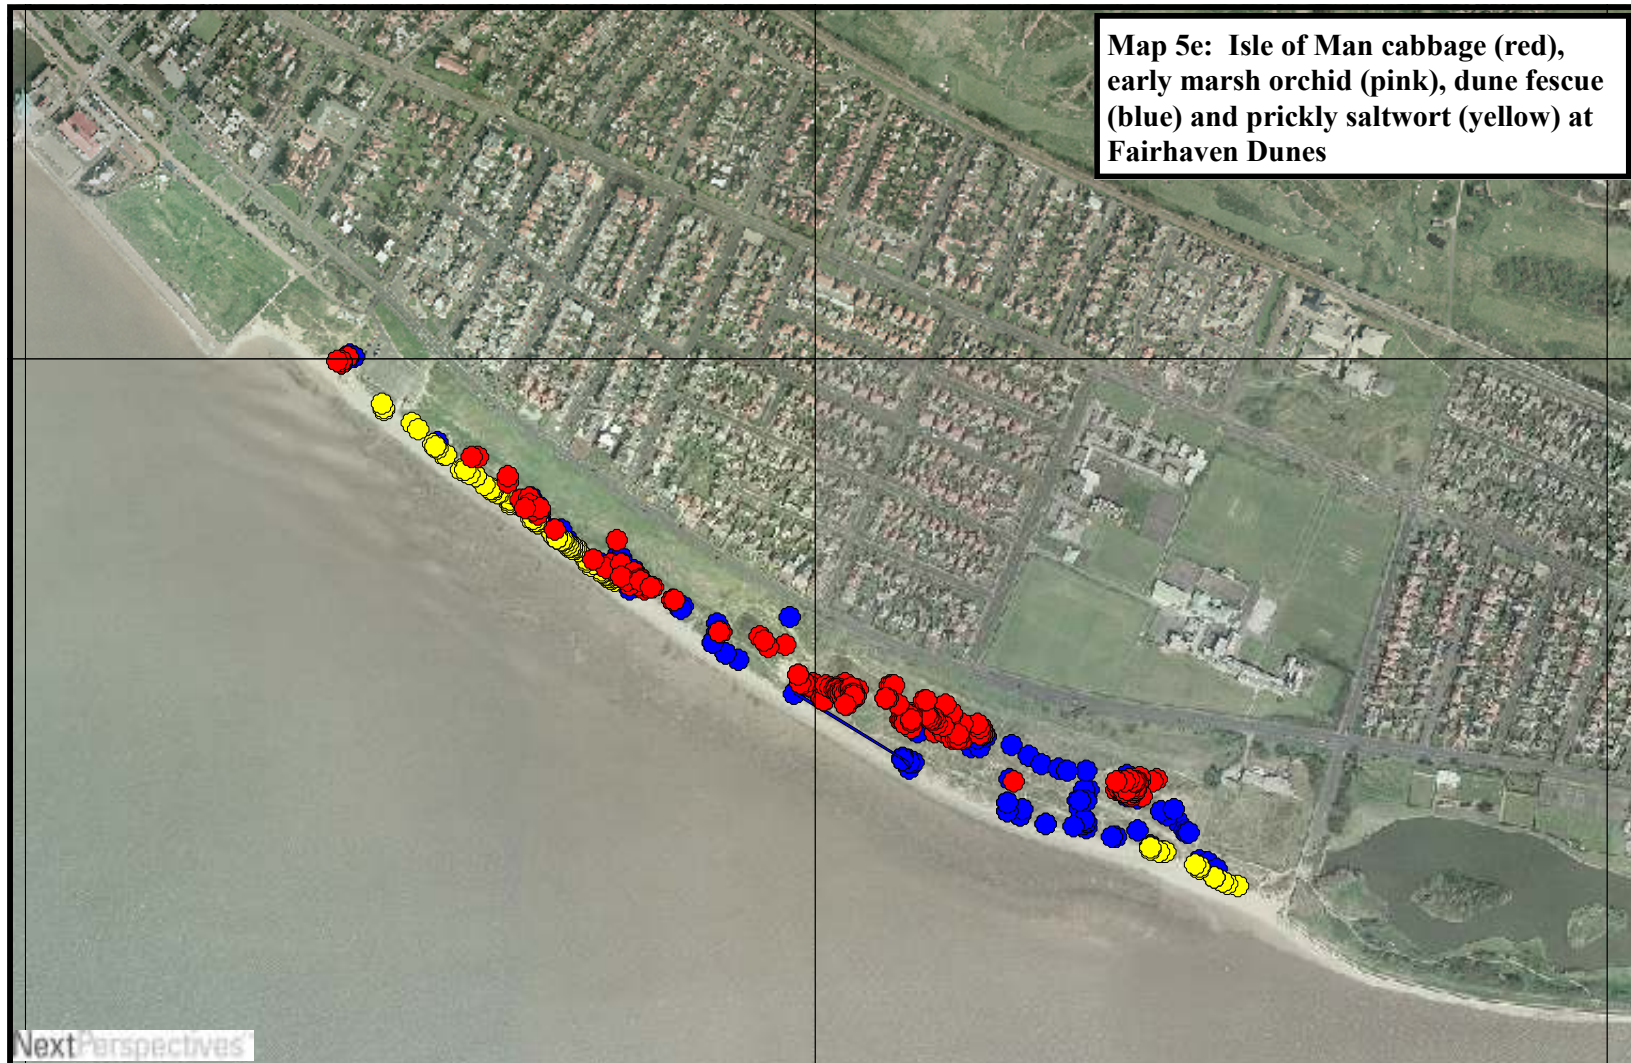 Map 5e: Isle of Man cabbage (red),
early marsh orchid (pink), dune fescue
(blue) and prickly saltwort (yellow) at
Fairhaven Dunes
NextPerspectives